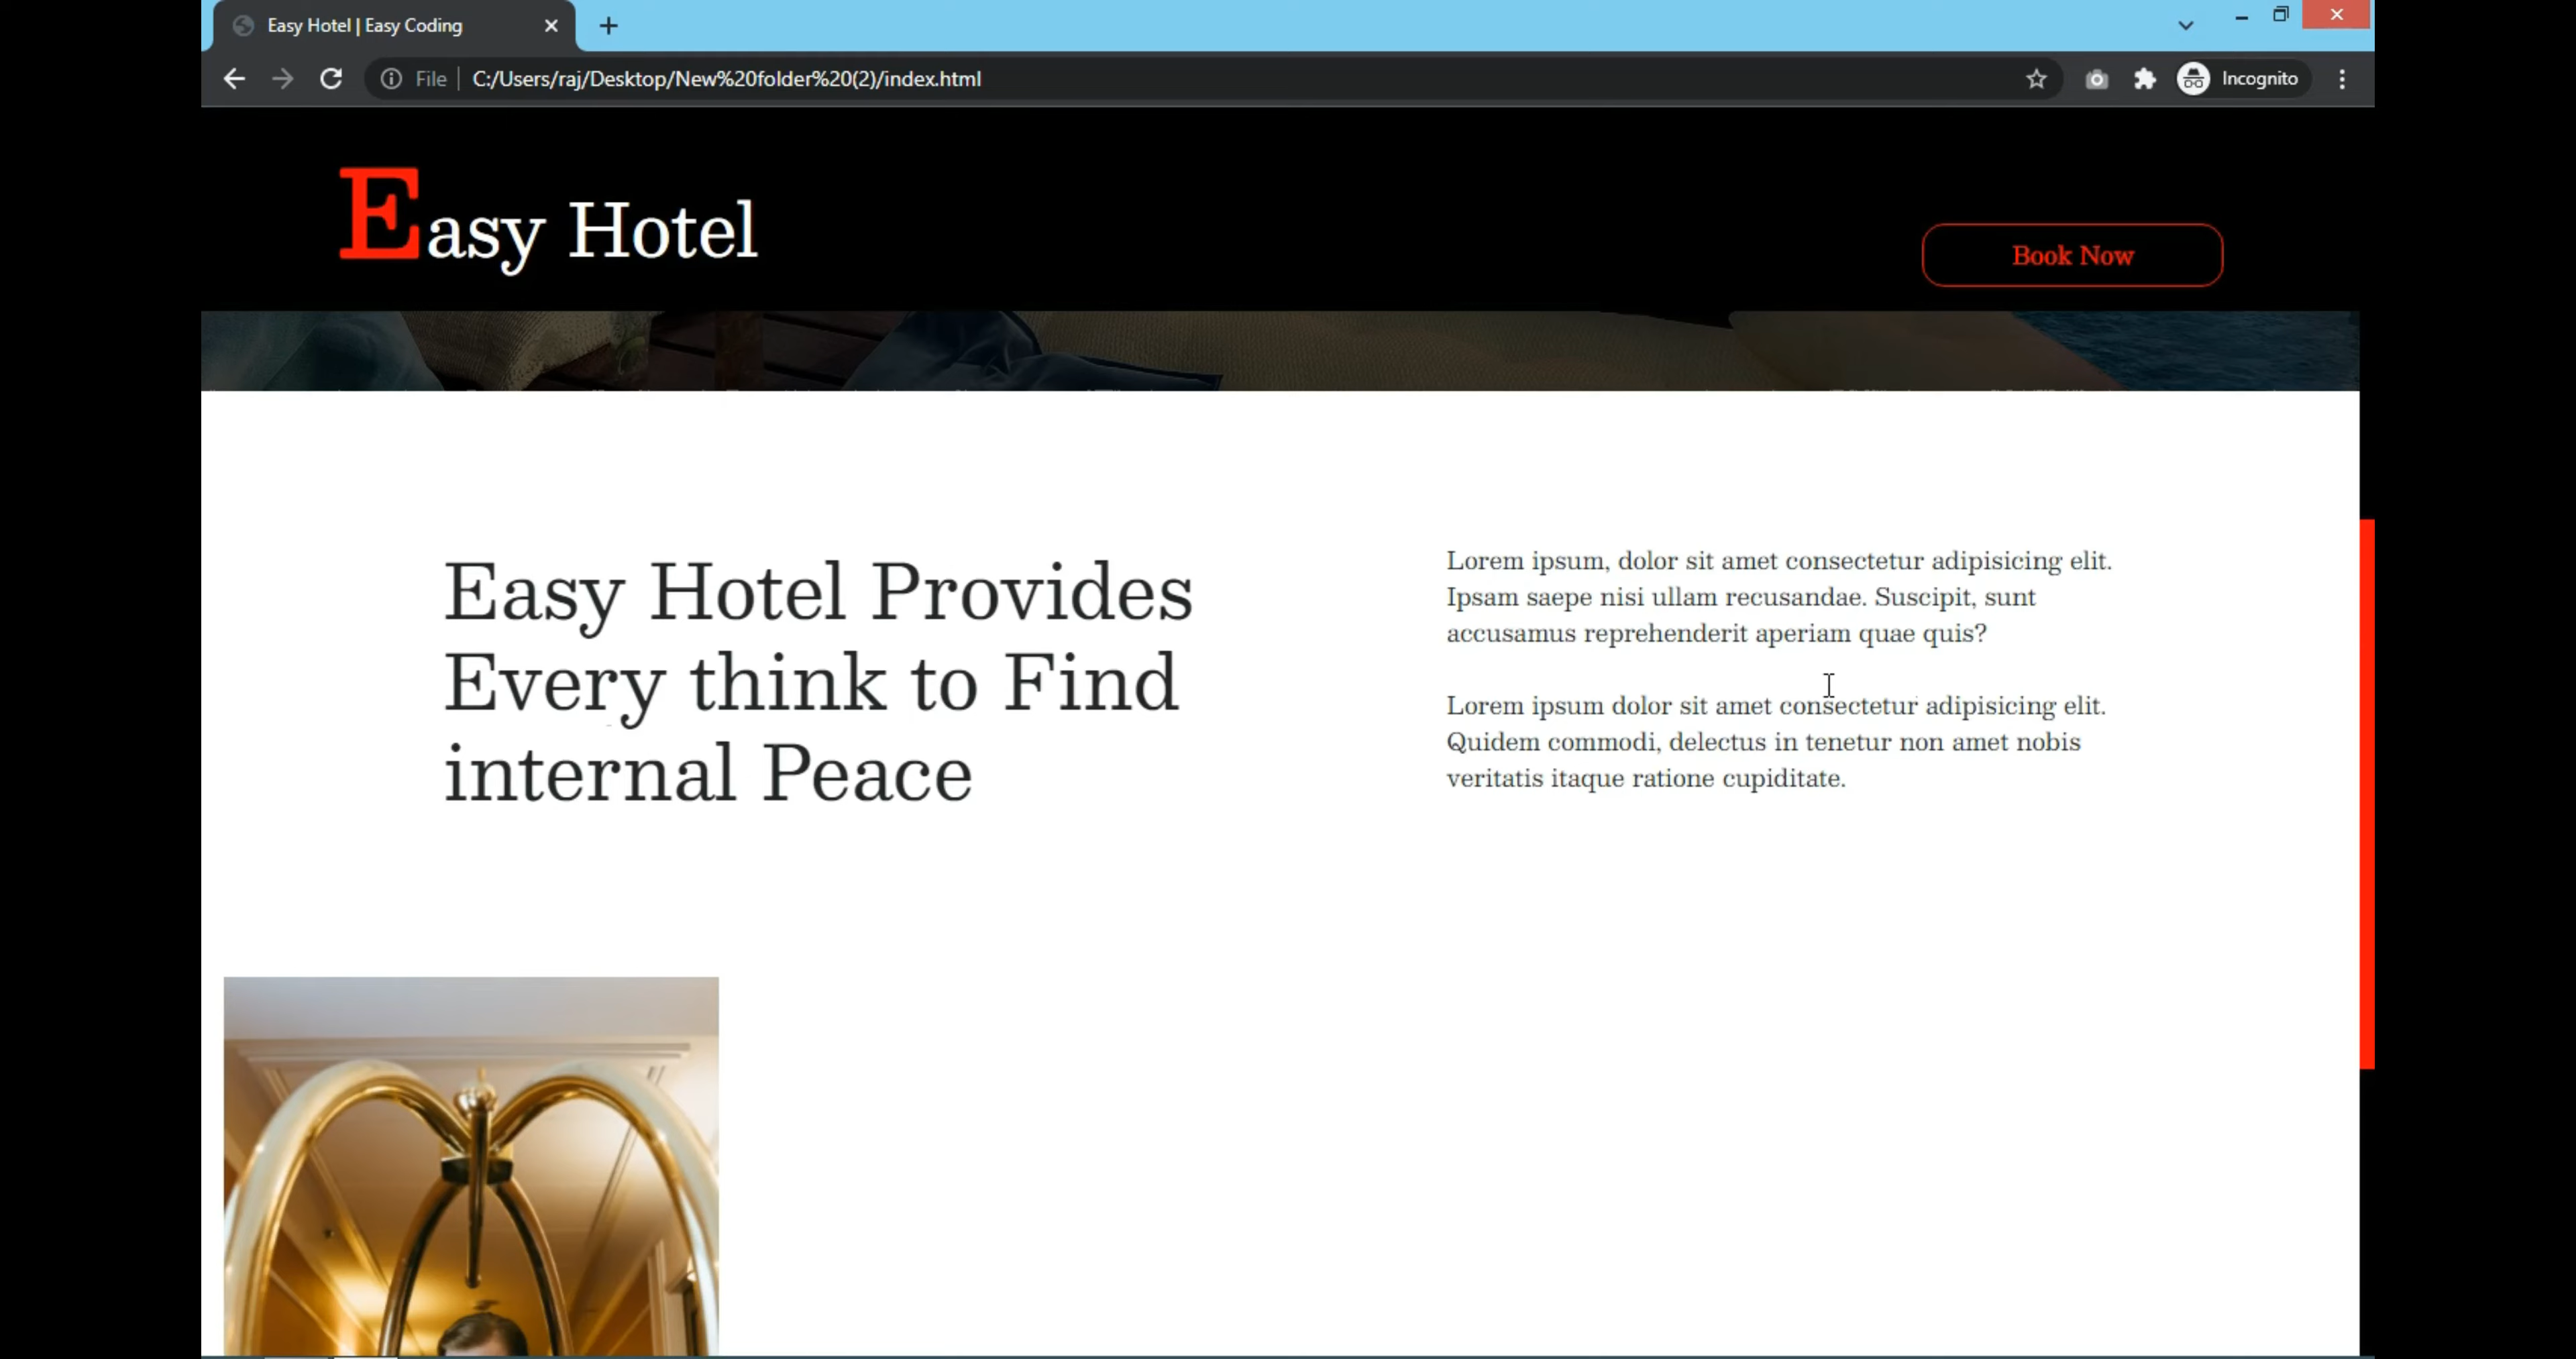 Easy Hotel | Easy Coding
File C:/Users/raj/Desktop/New%20folder%20(2)/index.html
Incognito
Easy Hotel
Book Now
Easy Hotel Provides
Every think to Find
internal Peace
Lorem ipsum, dolor sit amet consectetur adipisicing elit.
Ipsam saepe nisi ullam recusandae. Suscipit, sunt
accusamus reprehenderit aperiam quae quis?
Lorem ipsum dolor sit amet consectetur adipisicing elit.
Quidem commodi, delectus in tenetur non amet nobis
veritatis itaque ratione cupiditate.